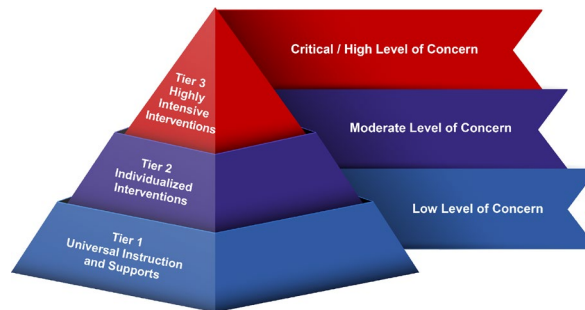 Tier 3
Highly
Intensive
Interventions
Critical / High Level of Concern
Tier 2
Individualized
Interventions
Moderate Level of Concern
Tier 1
Universal Instruction
and Supports
Low Level of Concern